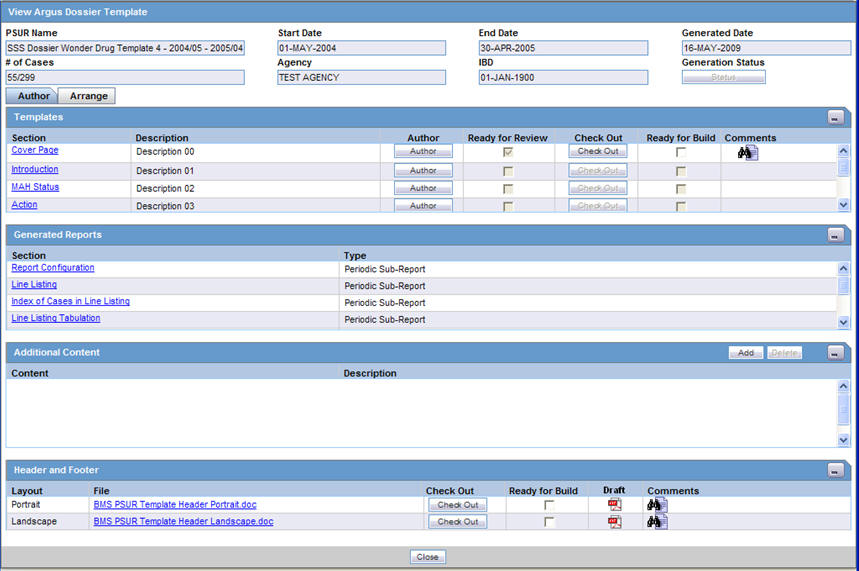 View Argus Dossier Template
PSUR Name Start Date End Date Generated Date
SSS Dossier Wonder Drug Template 4 - 2004/05 - 2005/04 01-MAY-2004 30-APR-2005 16-MAY-2009
# of Cases Agency IBD Generation Status
55/299 TEST AGENCY 01-JAN-1900 Status
Author Arrange
Templates
Section Description Author Ready for Review Check Out Ready for Build Comments
Cover Page Description 00 Author Check Out
Introduction Description 01 Author Check Out
MAH Status Description 02 Author Check Out
Action Description 03 Author Check Out
Generated Reports
Section Type
Report Configuration Periodic Sub-Report
Line Listing Periodic Sub-Report
Index of Cases in Line Listing Periodic Sub-Report
Line Listing Tabulation Periodic Sub-Report
Additional Content Add Delete
Content Description
Header and Footer
Layout File Check Out Ready for Build Draft Comments
Portrait BMS PSUR Template Header Portrait.doc Check Out
Landscape BMS PSUR Template Header Landscape.doc Check Out
Close